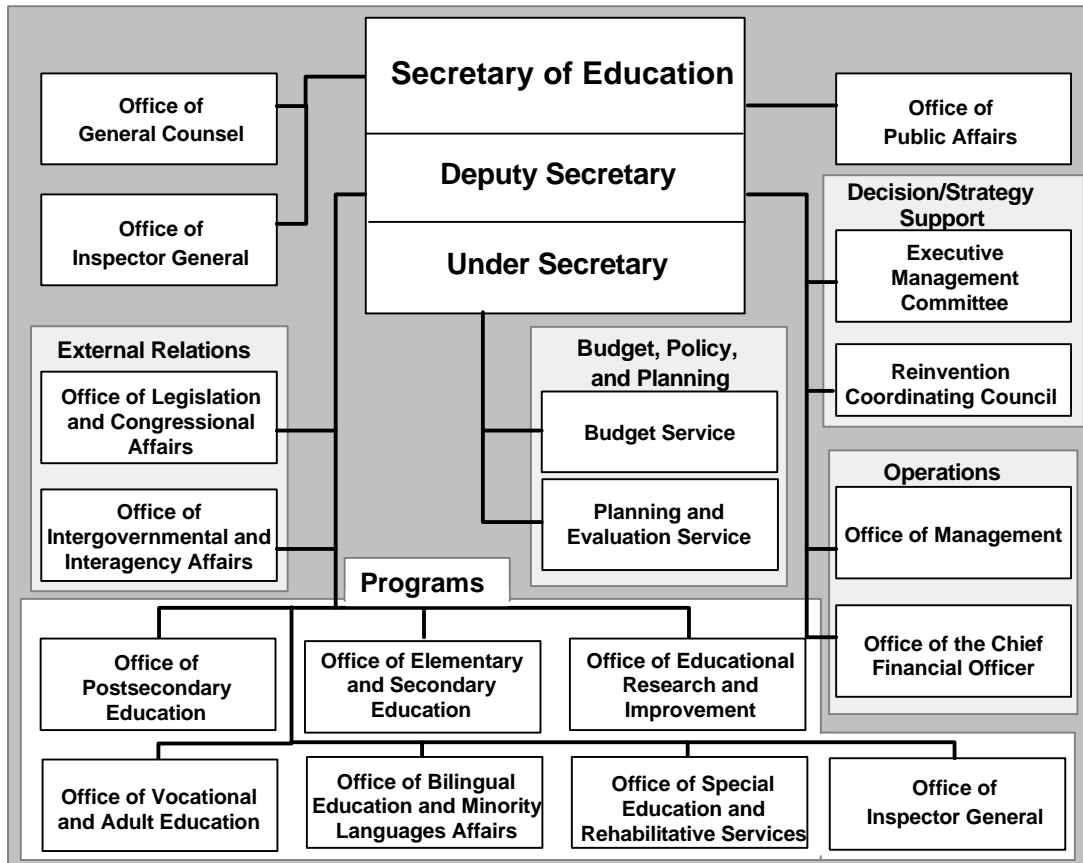 Secretary of Education
Deputy Secretary
Under Secretary
Office of
General Counsel
Office of
Inspector General
Office of
Public Affairs
Decision/Strategy
Support
Executive
Management
Committee
Reinvention
Coordinating Council
External Relations
Office of Legislation
and Congressional
Affairs
Office of
Intergovernmental and
Interagency Affairs
Budget, Policy,
and Planning
Budget Service
Planning and
Evaluation Service
Operations
Office of Management
Office of the Chief
Financial Officer
Programs
Office of
Postsecondary
Education
Office of Elementary
and Secondary
Education
Office of Educational
Research and
Improvement
Office of Vocational
and Adult Education
Office of Bilingual
Education and Minority
Languages Affairs
Office of Special
Education and
Rehabilitative Services
Office of
Inspector General